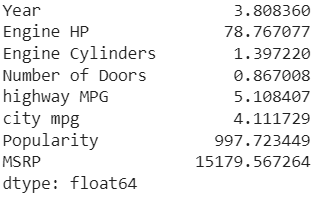 Year 3.808360
Engine HP 78.767077
Engine Cylinders 1.397220
Number of Doors 0.867008
highway MPG 5.108407
city mpg 4.111729
Popularity 997.723449
MSRP 15179.567264
dtype: float64